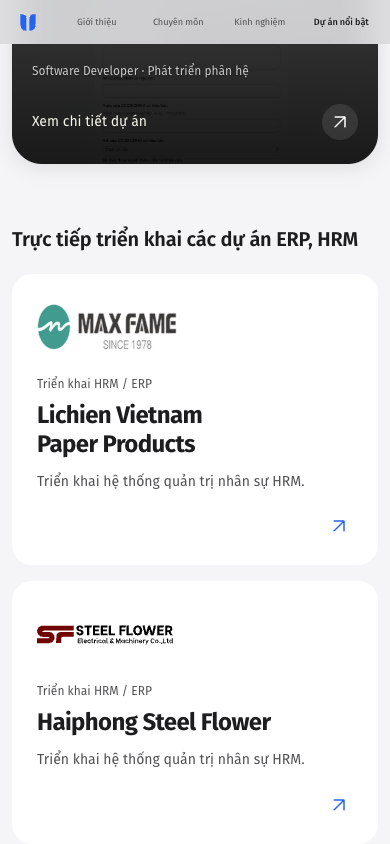 Giới thiệu
Chuyên môn
Kinh nghiệm
Dự án nổi bật
Software Developer · Phát triển phân hệ
Xem chi tiết dự án
Trực tiếp triển khai các dự án ERP, HRM
MAX FAME
SINCE 1978
Triển khai HRM / ERP
Lichien Vietnam
Paper Products
Triển khai hệ thống quản trị nhân sự HRM.
SF STEEL FLOWER
Electrical & Machinery Co.,Ltd
Triển khai HRM / ERP
Haiphong Steel Flower
Triển khai hệ thống quản trị nhân sự HRM.